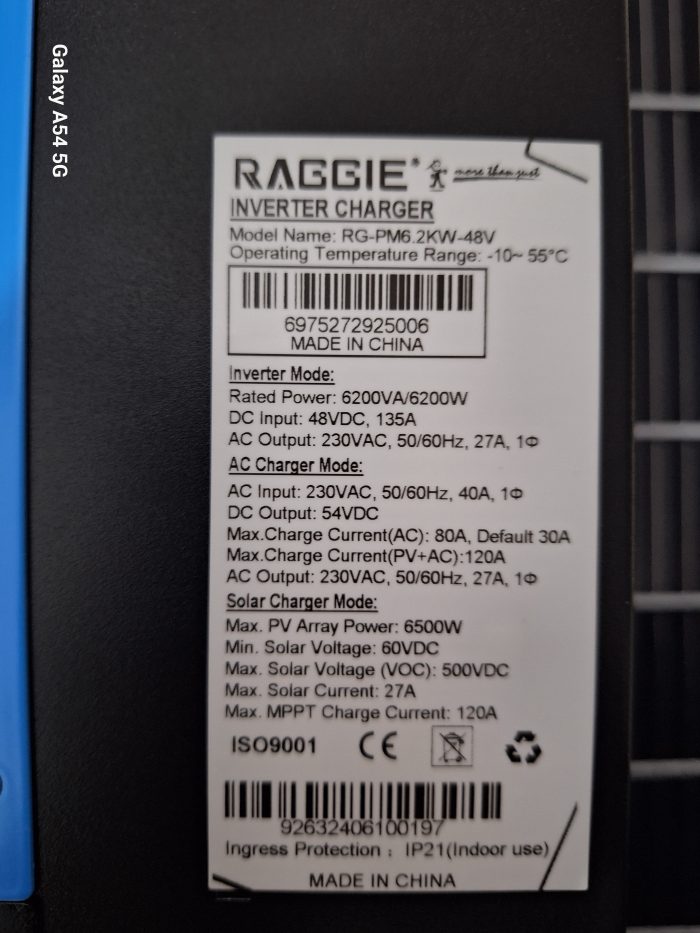 Galaxy A54 5G
RAGGIE® more than just
INVERTER CHARGER
Model Name: RG-PM6.2KW-48V
Operating Temperature Range: -10~ 55°C
6975272925006
MADE IN CHINA
Inverter Mode:
Rated Power: 6200VA/6200W
DC Input: 48VDC, 135A
AC Output: 230VAC, 50/60Hz, 27A, 1Φ
AC Charger Mode:
AC Input: 230VAC, 50/60Hz, 40A, 1Φ
DC Output: 54VDC
Max.Charge Current(AC): 80A, Default 30A
Max.Charge Current(PV+AC):120A
AC Output: 230VAC, 50/60Hz, 27A, 1Φ
Solar Charger Mode:
Max. PV Array Power: 6500W
Min. Solar Voltage: 60VDC
Max. Solar Voltage (VOC): 500VDC
Max. Solar Current: 27A
Max. MPPT Charge Current: 120A
ISO9001 CE
92632406100197
Ingress Protection : IP21(Indoor use)
MADE IN CHINA